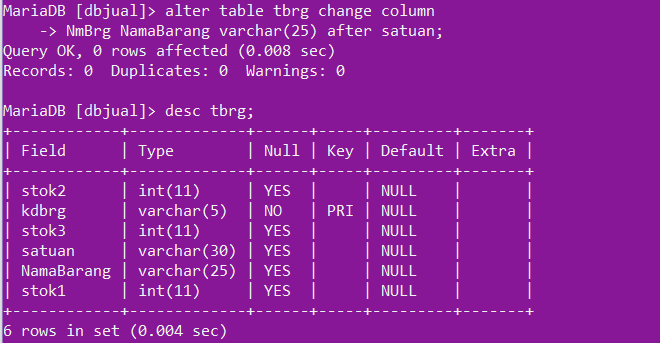 MariaDB [dbjual]> alter table tbrg change column
    -> NmBrg NamaBarang varchar(25) after satuan;
Query OK, 0 rows affected (0.008 sec)
Records: 0  Duplicates: 0  Warnings: 0

MariaDB [dbjual]> desc tbrg;
+------------+-------------+------+-----+---------+-------+
| Field      | Type        | Null | Key | Default | Extra |
+------------+-------------+------+-----+---------+-------+
| stok2      | int(11)     | YES  |     | NULL    |       |
| kdbrg      | varchar(5)  | NO   | PRI | NULL    |       |
| stok3      | int(11)     | YES  |     | NULL    |       |
| satuan     | varchar(30) | YES  |     | NULL    |       |
| NamaBarang | varchar(25) | YES  |     | NULL    |       |
| stok1      | int(11)     | YES  |     | NULL    |       |
+------------+-------------+------+-----+---------+-------+
6 rows in set (0.004 sec)